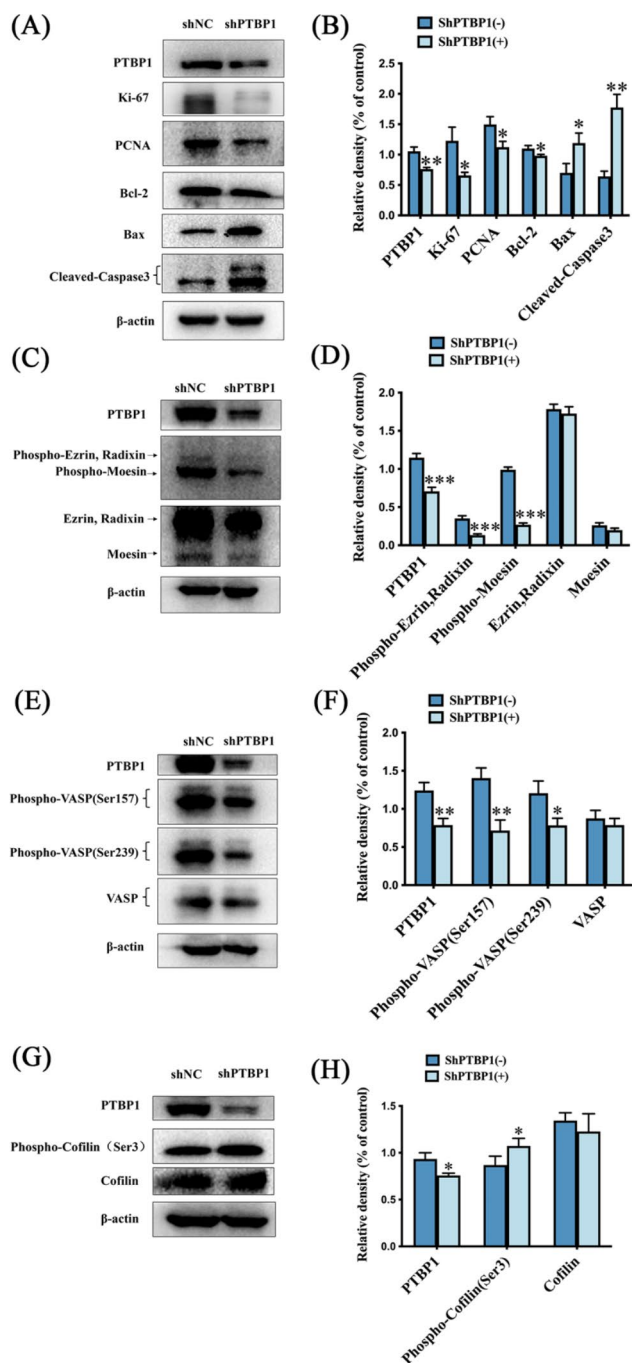 (A)
shNC shPTBP1
PTBP1
Ki-67
PCNA
Bcl-2
Bax
Cleaved-Caspase3
β-actin
(B)
ShPTBP1(-)
ShPTBP1(+)
Relative density (% of control)
2.0
1.5
1.0
0.5
0.0
**
*
*
*
*
**
PTBP1
Ki-67
PCNA
Bcl-2
Bax
Cleaved-Caspase3
(C)
shNC shPTBP1
PTBP1
Phospho-Ezrin, Radixin
Phospho-Moesin
Ezrin, Radixin
Moesin
β-actin
(D)
ShPTBP1(-)
ShPTBP1(+)
Relative density (% of control)
2.0
1.5
1.0
0.5
0.0
***
***
***
PTBP1
Phospho-Ezrin,Radixin
Phospho-Moesin
Ezrin,Radixin
Moesin
(E)
shNC shPTBP1
PTBP1
Phospho-VASP(Ser157)
Phospho-VASP(Ser239)
VASP
β-actin
(F)
ShPTBP1(-)
ShPTBP1(+)
Relative density (% of control)
2.0
1.5
1.0
0.5
0.0
**
**
*
PTBP1
Phospho-VASP(Ser157)
Phospho-VASP(Ser239)
VASP
(G)
shNC shPTBP1
PTBP1
Phospho-Cofilin（Ser3）
Cofilin
β-actin
(H)
ShPTBP1(-)
ShPTBP1(+)
Relative density (% of control)
1.5
1.0
0.5
0.0
*
*
PTBP1
Phospho-Cofilin(Ser3)
Cofilin